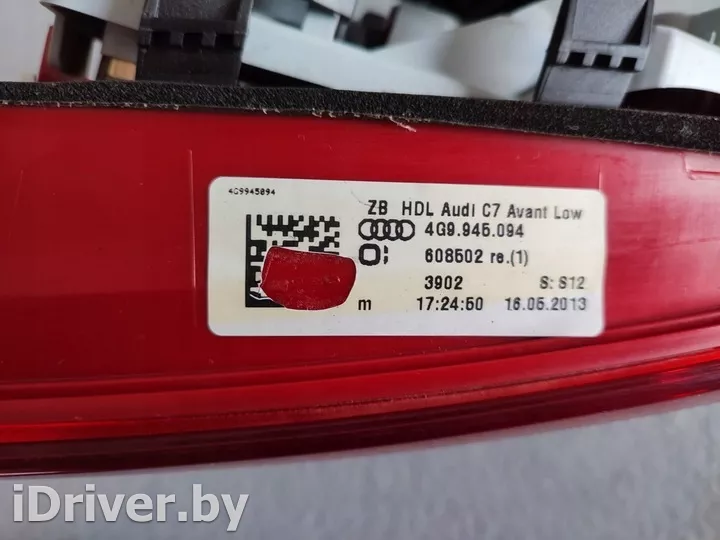 4G9945094
ZB HDL Audi C7 Avant Low
4G9.945.094
608502 re.(1)
3902 S: S12
m 17:24:50 16.05.2013
iDriver.by